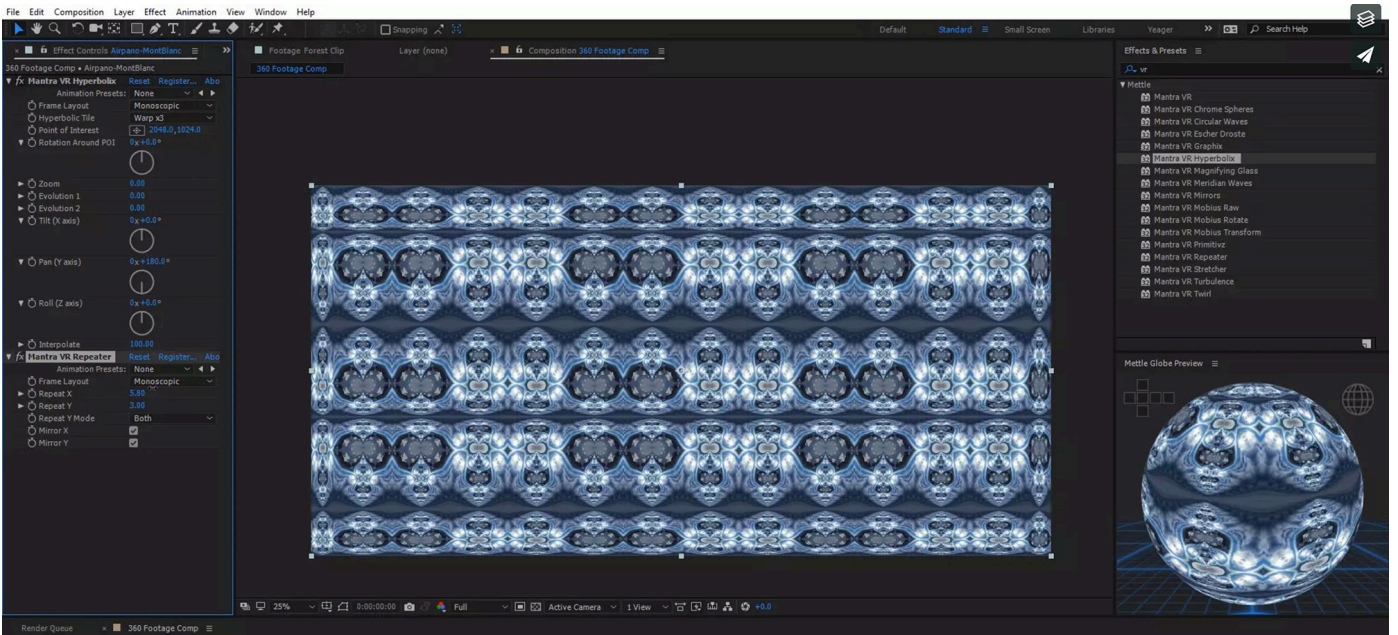 File Edit Composition Layer Effect Animation View Window Help
Snapping
Default Standard Small Screen Libraries Yeager Search Help
Effect Controls Airpano-MontBlanc
360 Footage Comp • Airpano-MontBlanc
fx Mantra VR Hyperbolix Reset Register... Abo
Animation Presets: None
Frame Layout Monoscopic
Hyperbolic Tile Warp x3
Point of Interest 2048.0,1024.0
Rotation Around POI 0x+0.0°
Zoom 0.00
Evolution 1 0.00
Evolution 2 0.00
Tilt (X axis) 0x+0.0°
Pan (Y axis) 0x+180.0°
Roll (Z axis) 0x+0.0°
Interpolate 100.00
fx Mantra VR Repeater Reset Register... Abo
Animation Presets: None
Frame Layout Monoscopic
Repeat X 5.80
Repeat Y 3.00
Repeat Y Mode Both
Mirror X
Mirror Y
Footage Forest Clip Layer (none) Composition 360 Footage Comp
360 Footage Comp
25% 0:00:00:00 Full Active Camera 1 View +0.0
Effects & Presets
vr
Mettle
Mantra VR
Mantra VR Chrome Spheres
Mantra VR Circular Waves
Mantra VR Escher Droste
Mantra VR Graphix
Mantra VR Hyperbolix
Mantra VR Magnifying Glass
Mantra VR Meridian Waves
Mantra VR Mirrors
Mantra VR Mobius Raw
Mantra VR Mobius Rotate
Mantra VR Mobius Transform
Mantra VR Primitivz
Mantra VR Repeater
Mantra VR Stretcher
Mantra VR Turbulence
Mantra VR Twirl
Mettle Globe Preview
Render Queue 360 Footage Comp